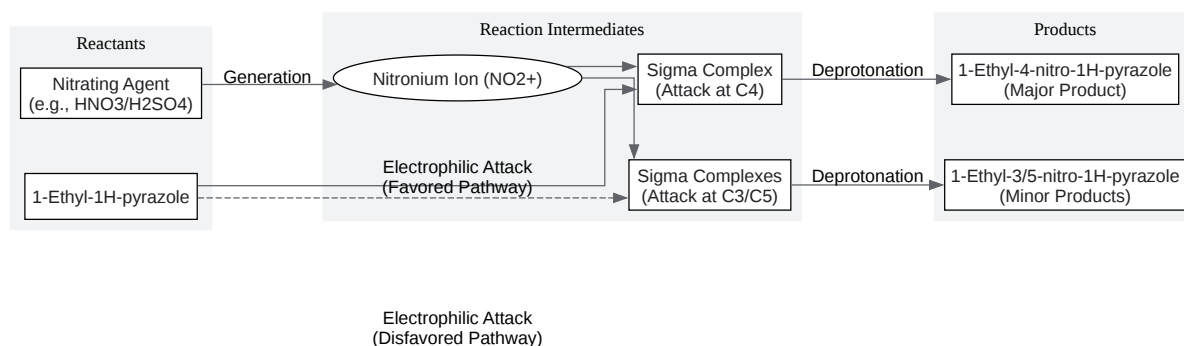 Reactants
Reaction Intermediates
Products
Nitrating Agent
(e.g., HNO3/H2SO4)
Generation
Nitronium Ion (NO2+)
Sigma Complex
(Attack at C4)
Deprotonation
1-Ethyl-4-nitro-1H-pyrazole
(Major Product)
1-Ethyl-1H-pyrazole
Electrophilic Attack
(Favored Pathway)
Sigma Complexes
(Attack at C3/C5)
Deprotonation
1-Ethyl-3/5-nitro-1H-pyrazole
(Minor Products)
Electrophilic Attack
(Disfavored Pathway)